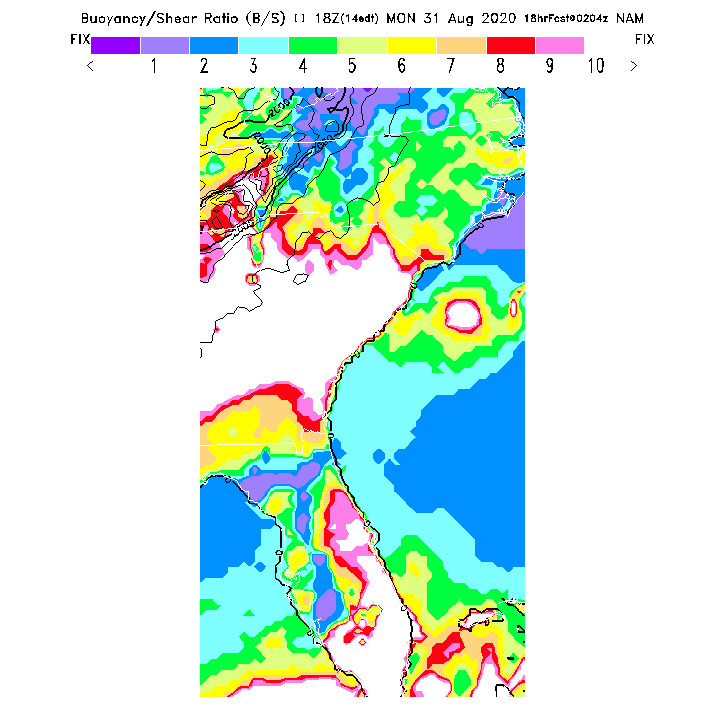 Buoyancy/Shear Ratio (B/S) [] 18Z(14edt) MON 31 Aug 2020 18hrFcst@0204z NAM
FIX FIX
< 1 2 3 4 5 6 7 8 9 10 >